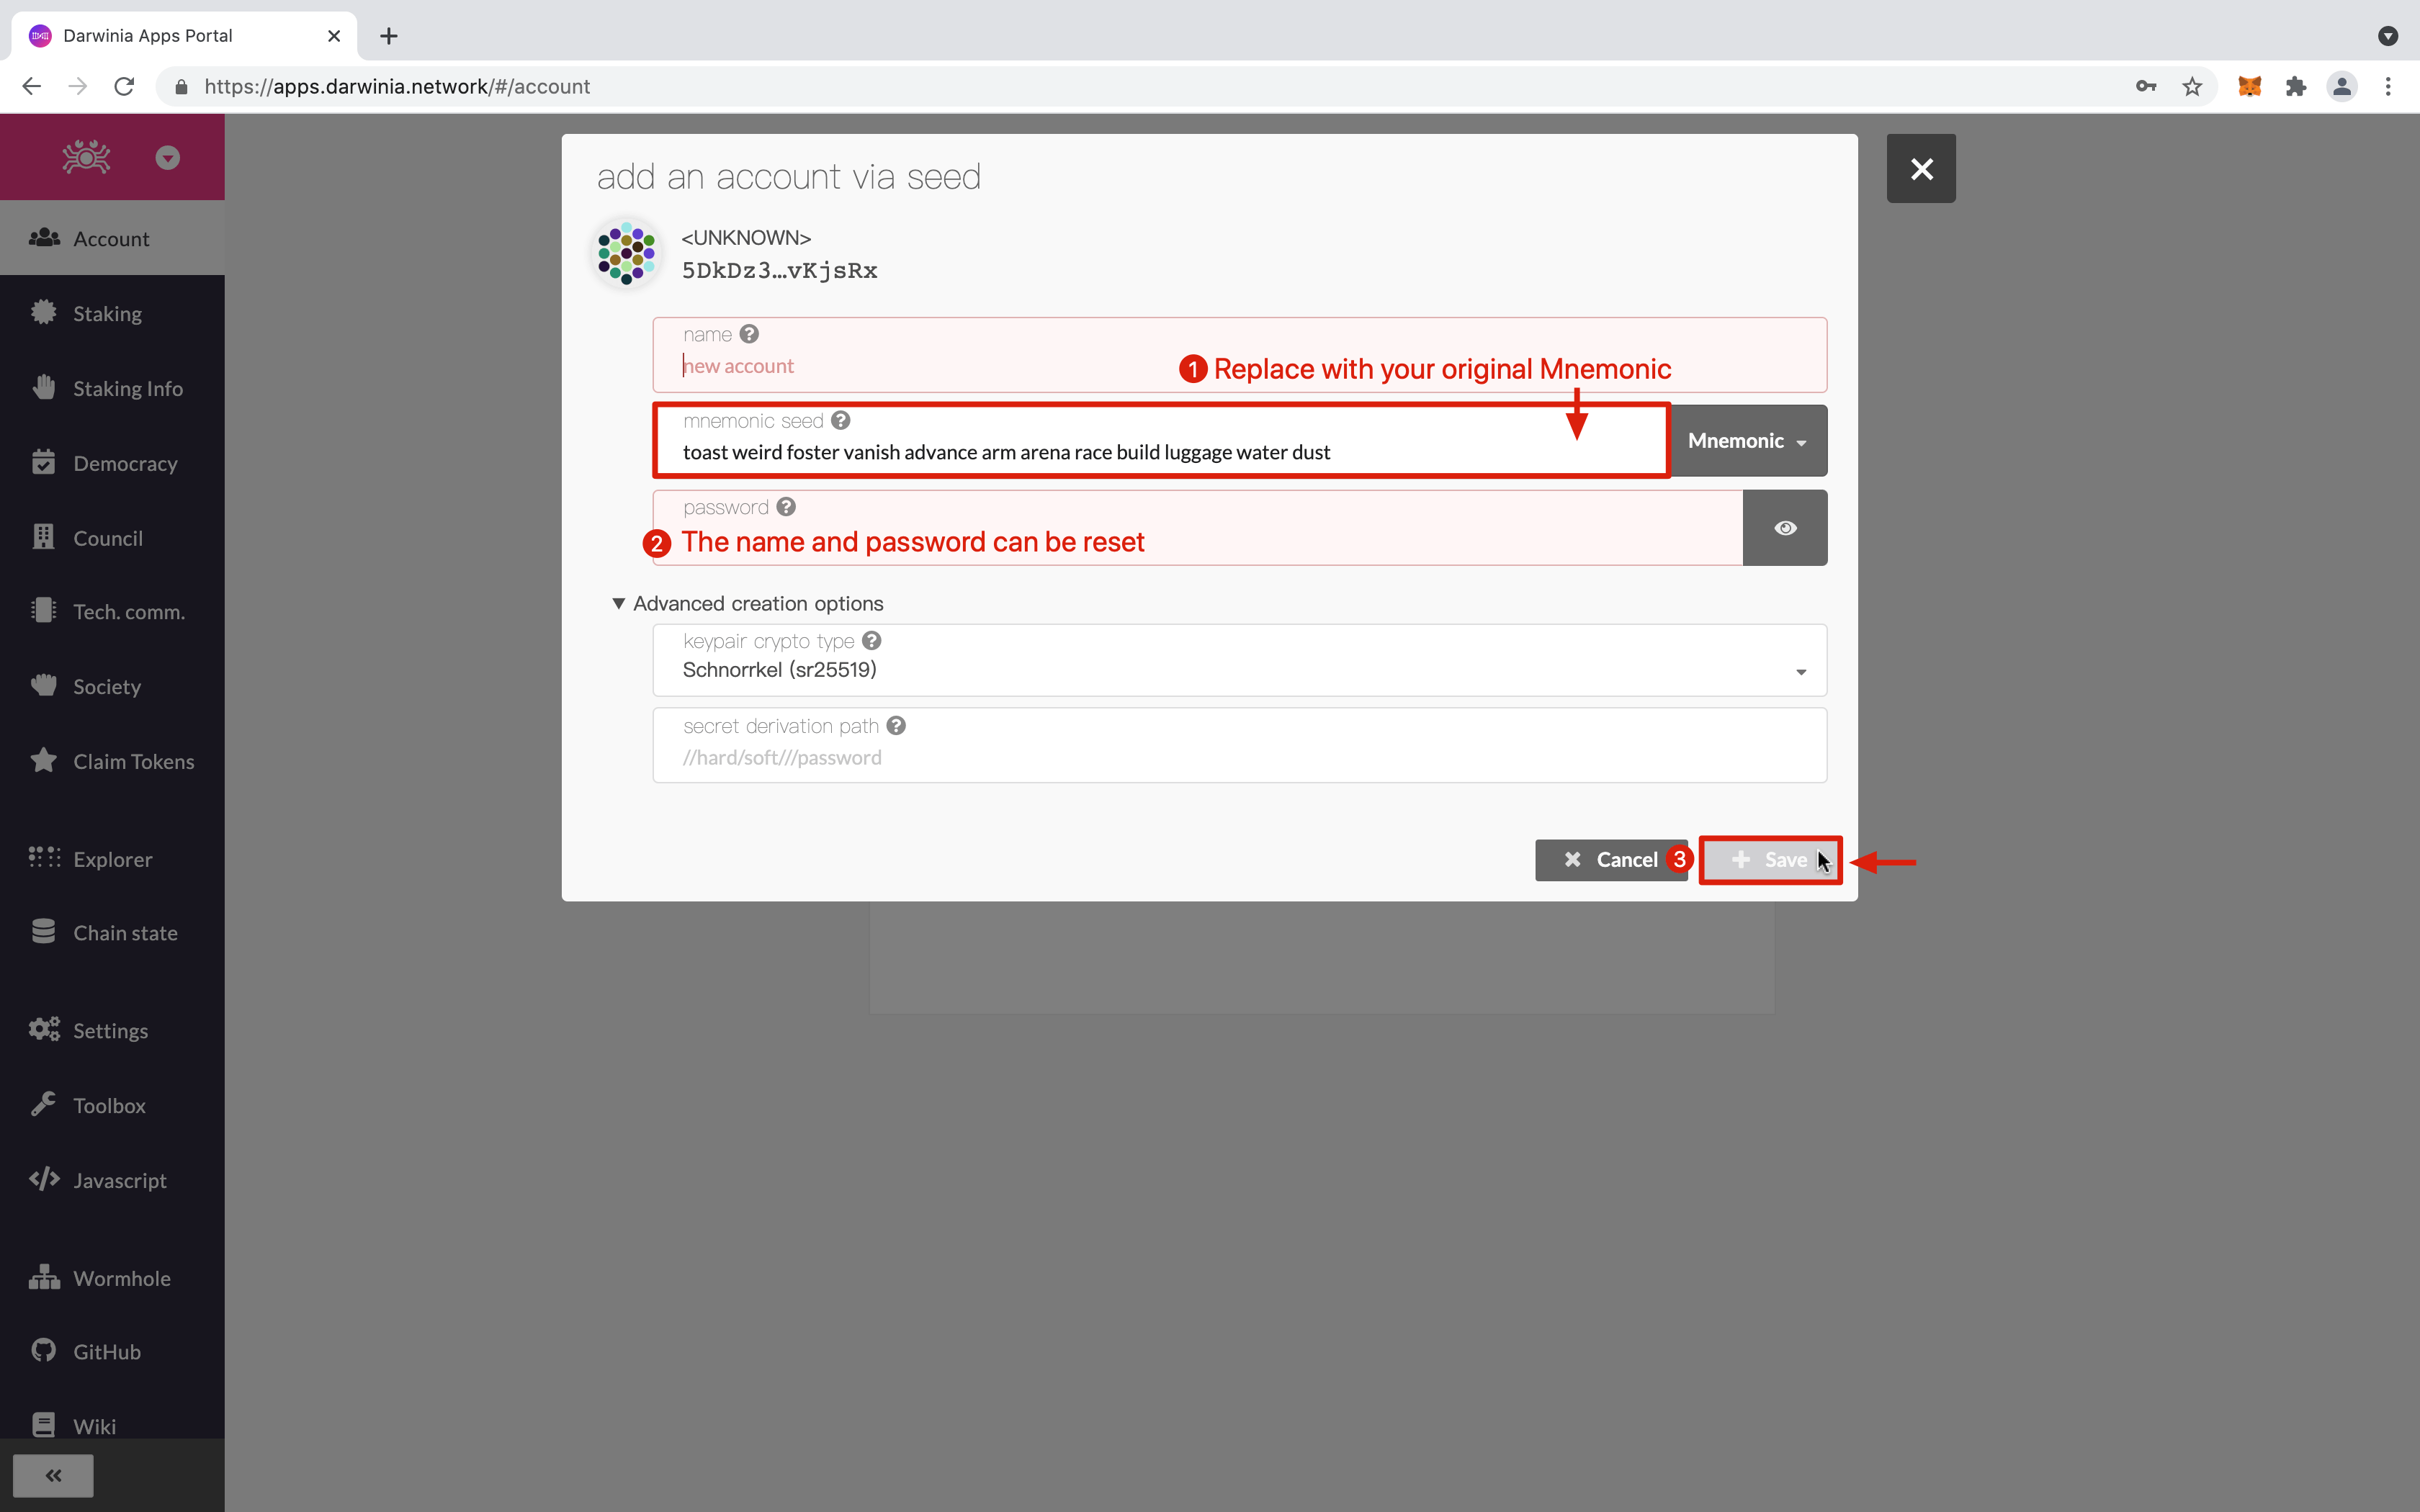 Darwinia Apps Portal
https://apps.darwinia.network/#/account
Account
Staking
Staking Info
Democracy
Council
Tech. comm.
Society
Claim Tokens
Explorer
Chain state
Settings
Toolbox
Javascript
Wormhole
GitHub
Wiki
add an account via seed
<UNKNOWN>
5DkDz3…vKjsRx
name
new account
1 Replace with your original Mnemonic
mnemonic seed
toast weird foster vanish advance arm arena race build luggage water dust
Mnemonic
password
2 The name and password can be reset
Advanced creation options
keypair crypto type
Schnorrkel (sr25519)
secret derivation path
//hard/soft///password
Cancel
3
Save